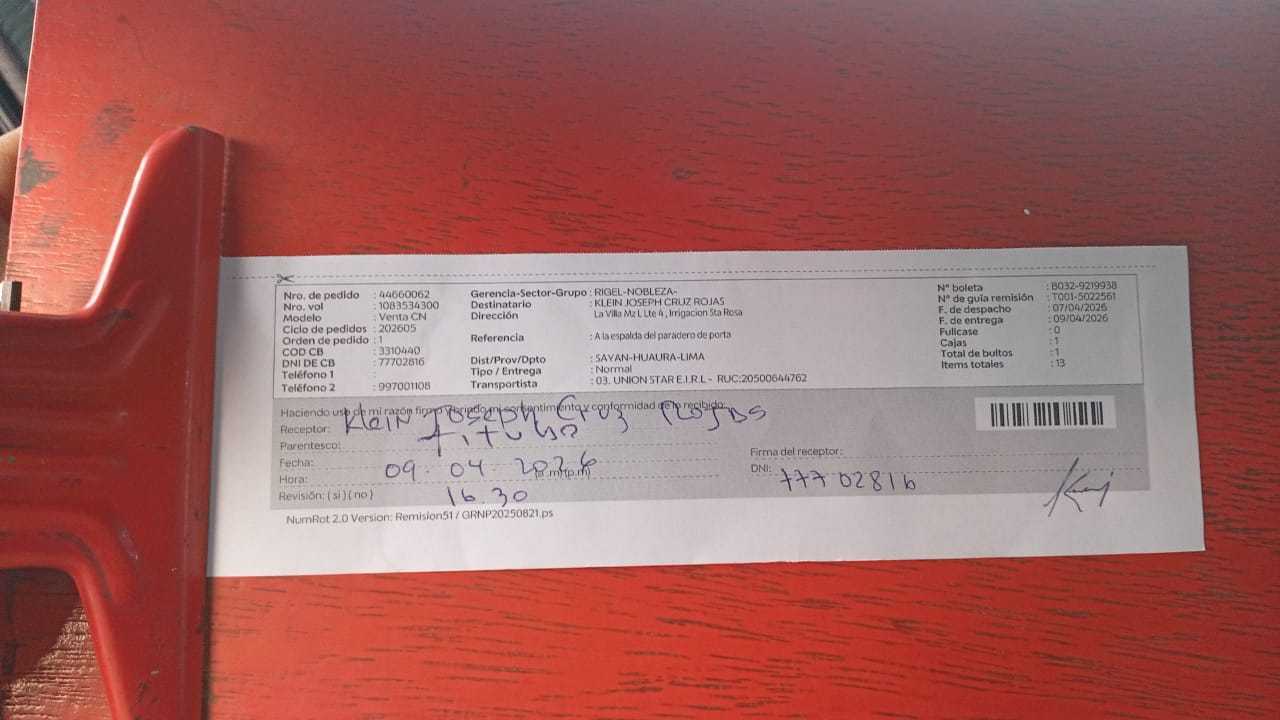 Nro. de pedido : 44660062
Nro. vol : 1083534300
Modelo : Venta CN
Ciclo de pedidos : 202605
Orden de pedido : 1
COD CB : 3310440
DNI DE CB : 77702816
Teléfono 1 :
Teléfono 2 : 997001108
Gerencia-Sector-Grupo : RIGEL-NOBLEZA-
Destinatario : KLEIN JOSEPH CRUZ ROJAS
Dirección : La Villa Mz L Lte 4 , Irrigacion Sta Rosa
Referencia : A la espalda del paradero de porta
Dist/Prov/Dpto : SAYAN-HUAURA-LIMA
Tipo / Entrega : Normal
Transportista : 03. UNION STAR E.I.R.L - RUC:20500644762
N° boleta : B032-9219938
N° de guía remisión : T001-5022561
F. de despacho : 07/04/2026
F. de entrega : 09/04/2026
Fullcase : 0
Cajas : 1
Total de bultos : 1
Items totales : 13
Haciendo uso de mi razón firmo brindo mi consentimiento y conformidad de lo recibido:
Receptor: Klein Joseph Cruz Rojas
Parentesco: titular
Fecha: 09. 04. 2026
Hora: 16.30 (a.m/p.m)
Revisión: ( si ) ( no )
Firma del receptor:
DNI: 77702816
NumRot 2.0 Version: Remision51 / GRNP20250821.ps